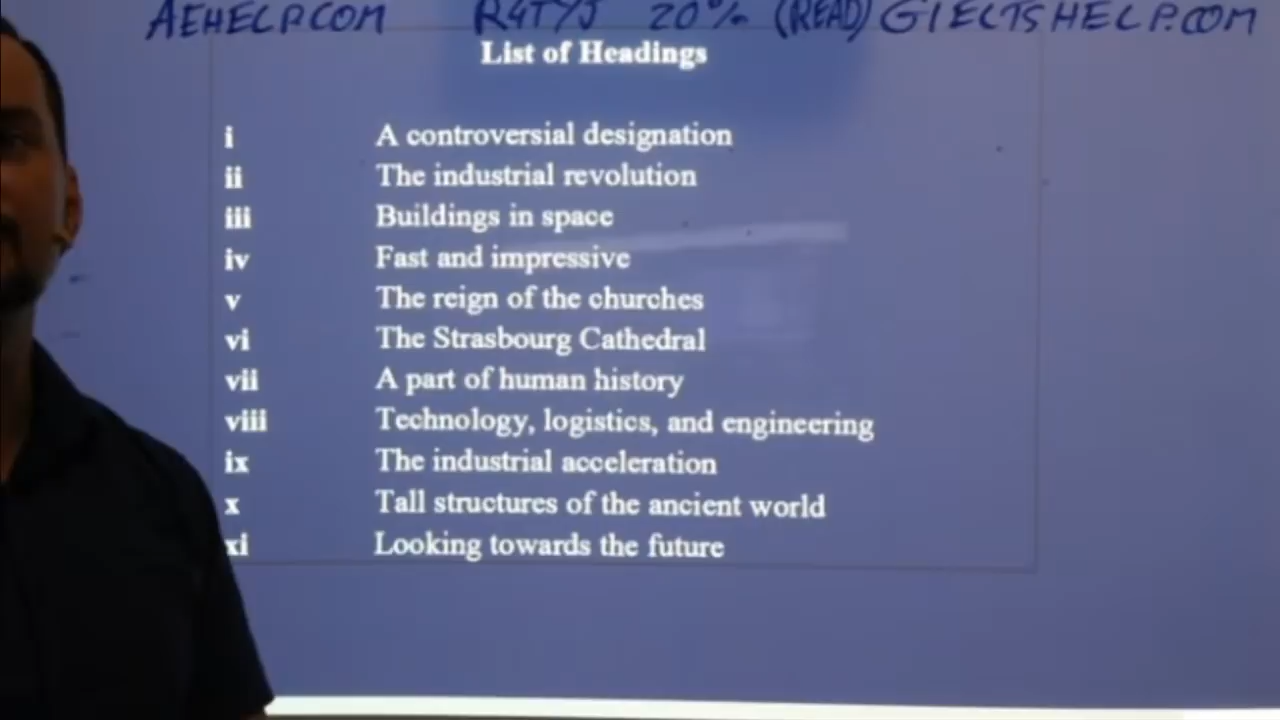 AEHELP.COM R4TYJ 20% (READ) GIELTSHELP.COM
List of Headings
i A controversial designation
ii The industrial revolution
iii Buildings in space
iv Fast and impressive
v The reign of the churches
vi The Strasbourg Cathedral
vii A part of human history
viii Technology, logistics, and engineering
ix The industrial acceleration
x Tall structures of the ancient world
xi Looking towards the future